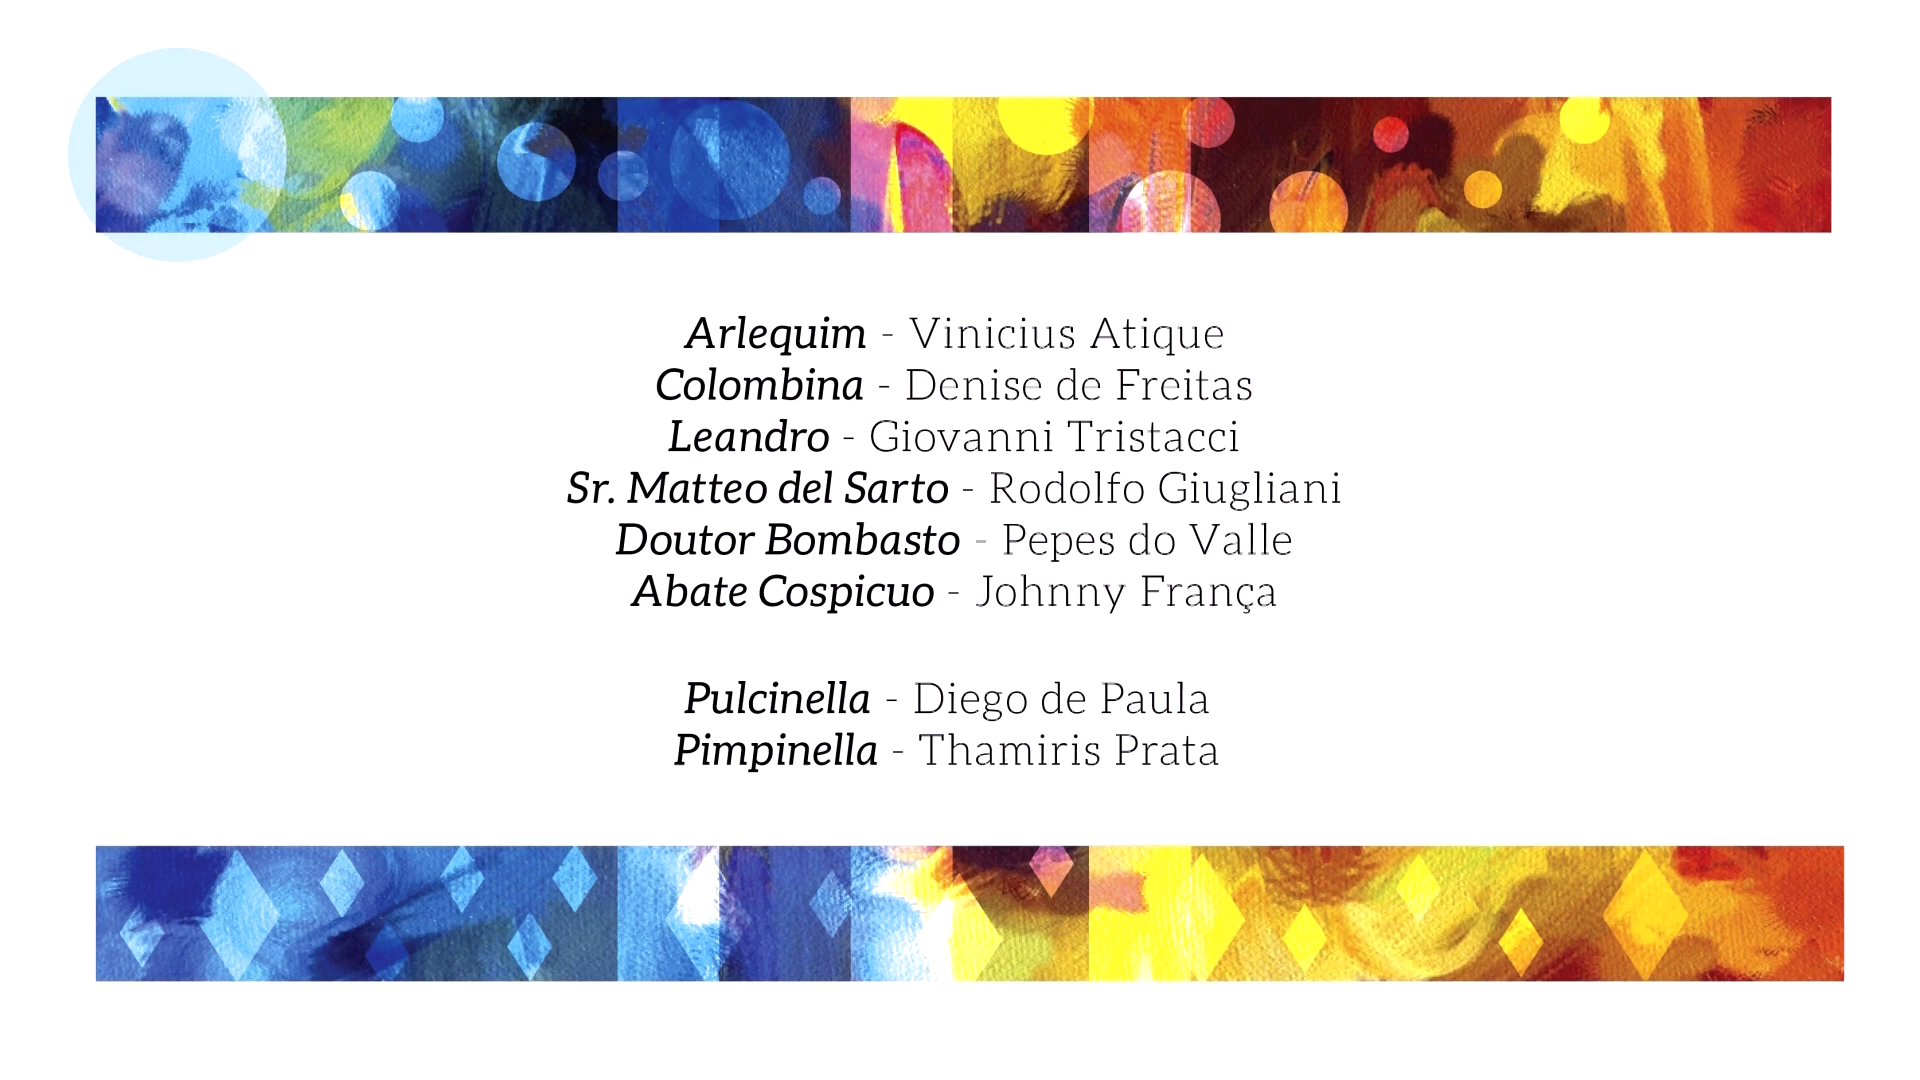 Arlequim - Vinicius Atique
Colombina - Denise de Freitas
Leandro - Giovanni Tristacci
Sr. Matteo del Sarto - Rodolfo Giugliani
Doutor Bombasto - Pepes do Valle
Abate Cospicuo - Johnny França
Pulcinella - Diego de Paula
Pimpinella - Thamiris Prata